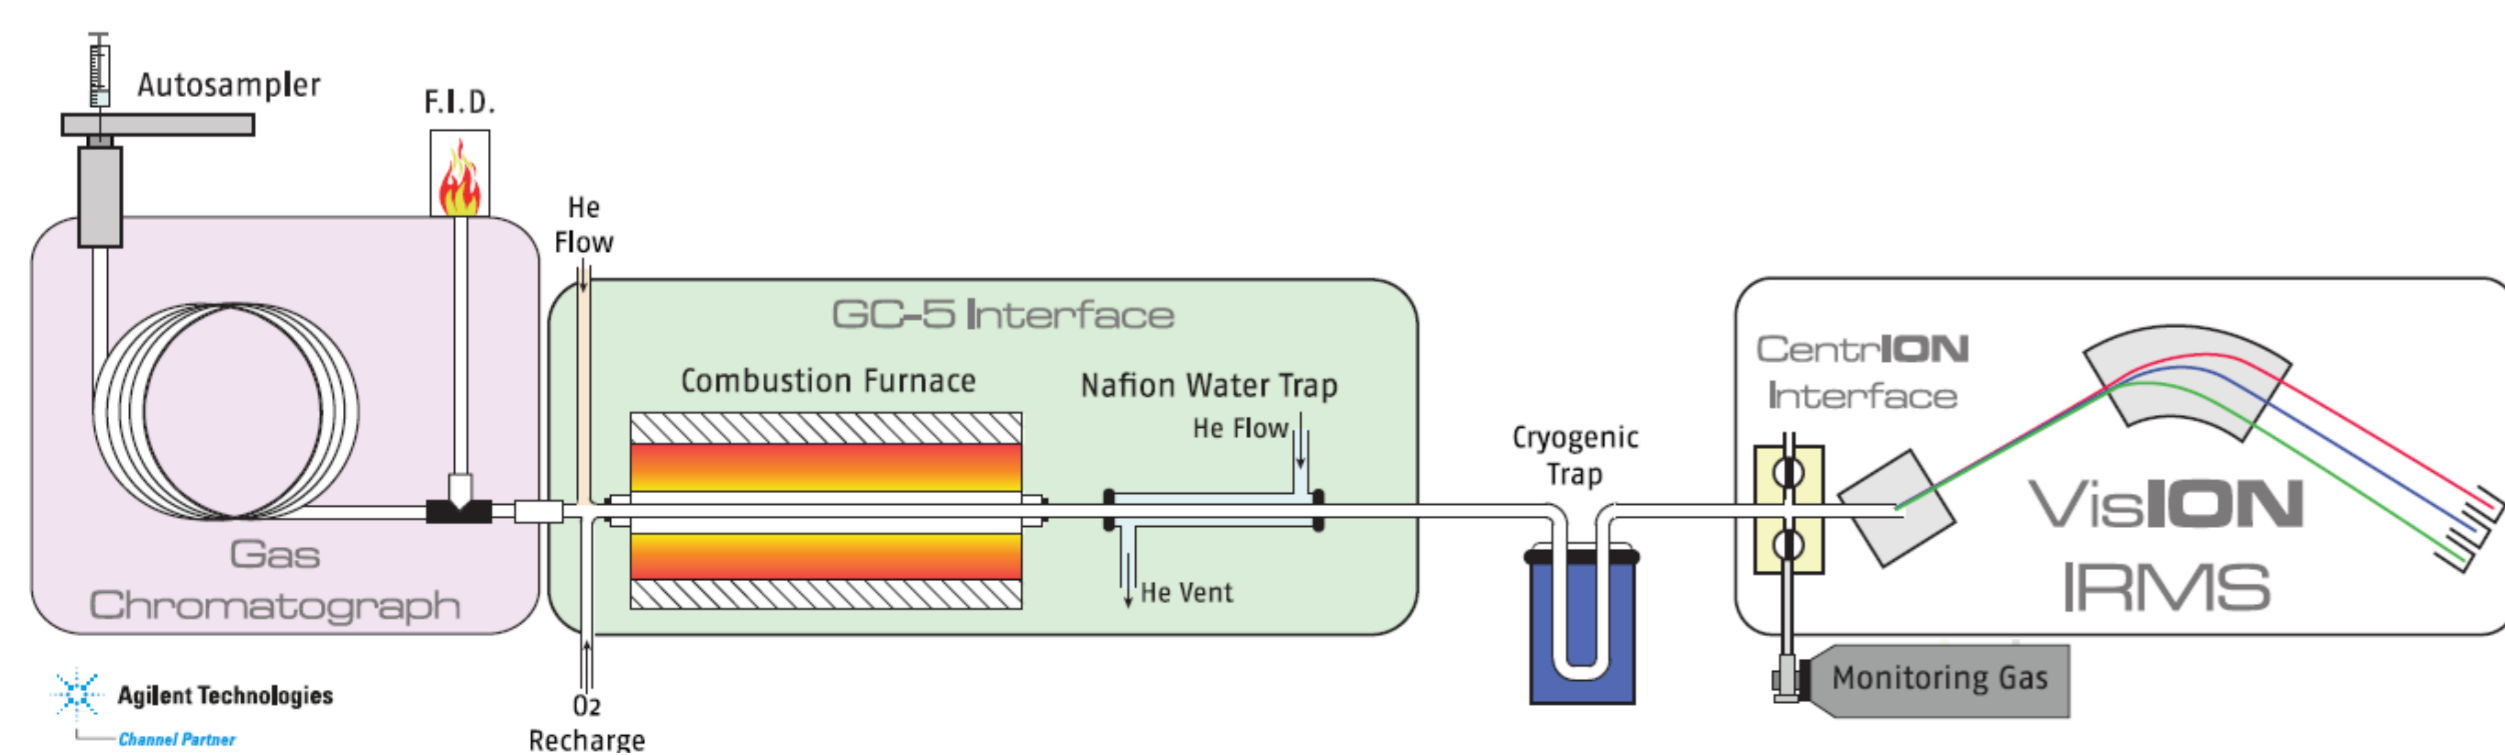 Autosampler
F.I.D.
He
Flow
GC-5 Interface
Combustion Furnace
Nafion Water Trap
He Flow
He Vent
Cryogenic
Trap
CentrION
Interface
VisION
IRMS
Gas
Chromatograph
Monitoring Gas
Agilent Technologies
Channel Partner
O2
Recharge